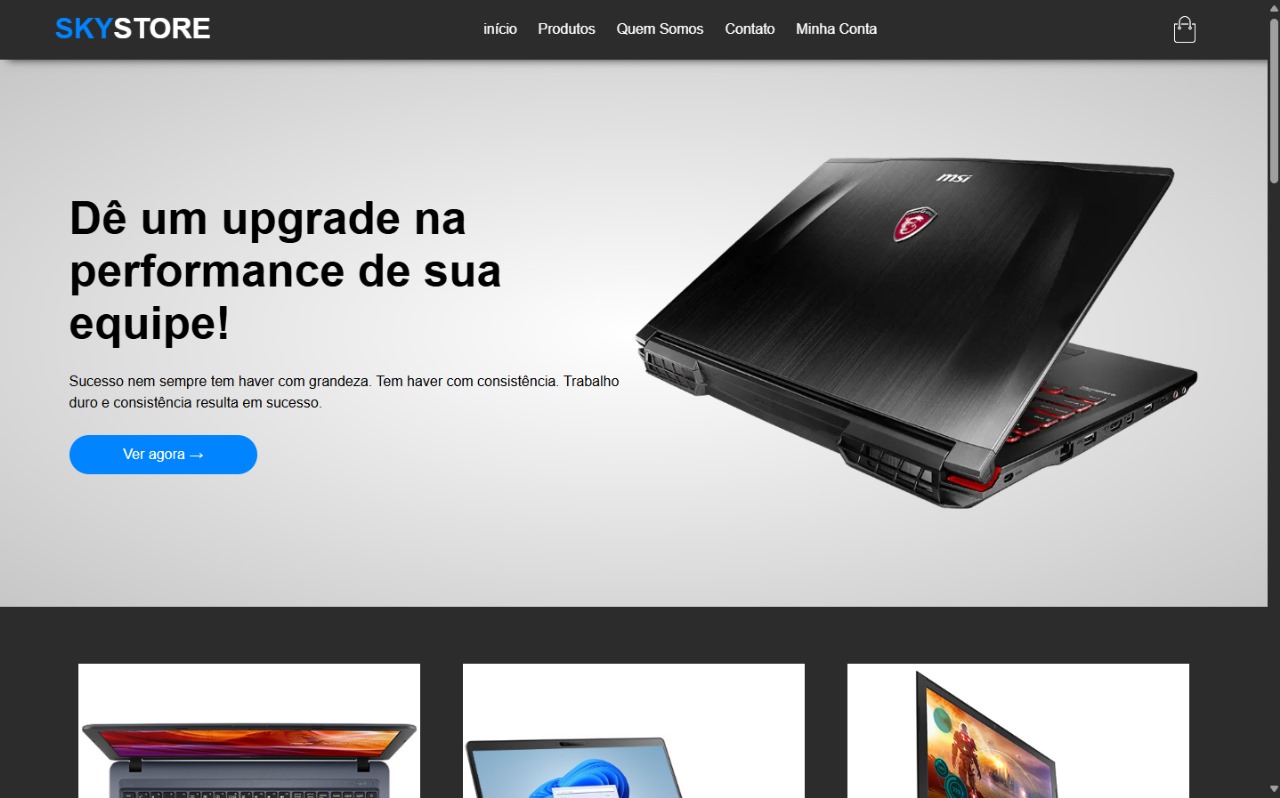 SKYSTORE
início
Produtos
Quem Somos
Contato
Minha Conta
Dê um upgrade na
performance de sua
equipe!
Sucesso nem sempre tem haver com grandeza. Tem haver com consistência. Trabalho
duro e consistência resulta em sucesso.
Ver agora →
msi